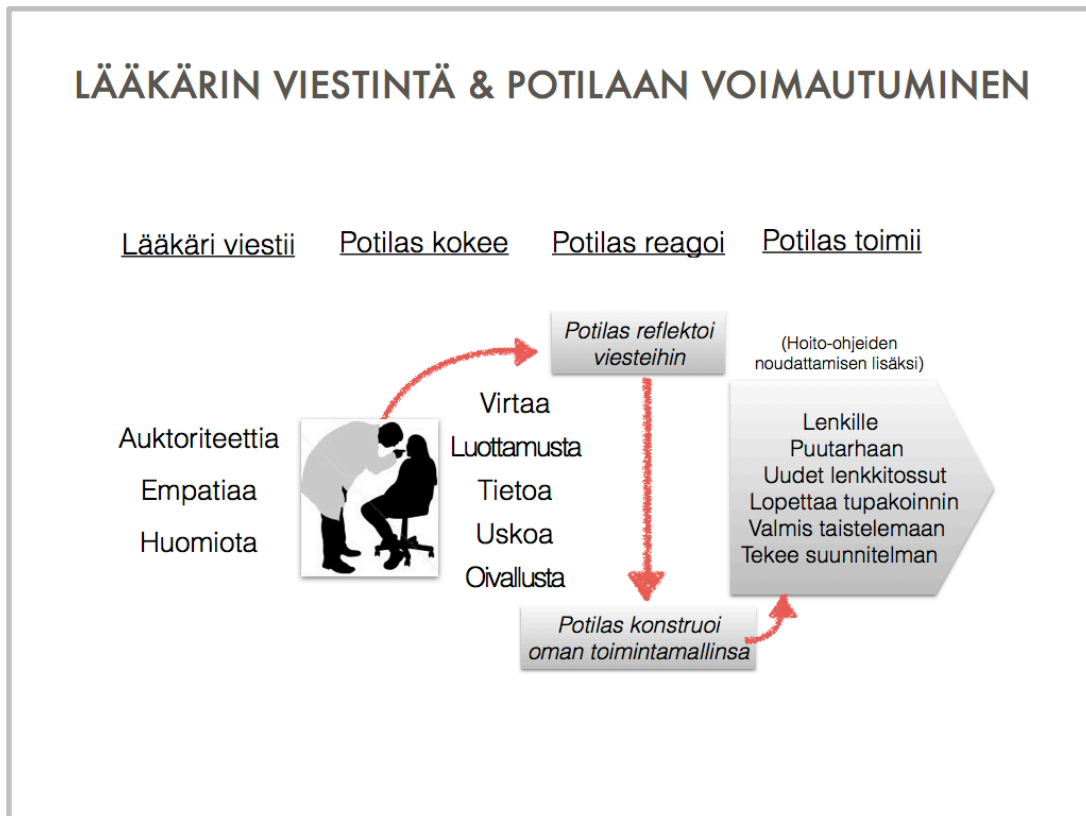 LÄÄKÄRIN VIESTINTÄ & POTILAAN VOIMAUTUMINEN
Lääkäri viestii
Potilas kokee
Potilas reagoi
Potilas toimii
Auktoriteettia
Empatiaa
Huomiota
Virtaa
Luottamusta
Tietoa
Uskoa
Oivallusta
Potilas reflektoi
viesteihin
Potilas konstruoi
oman toimintamallinsa
(Hoito-ohjeiden
noudattamisen lisäksi)
Lenkille
Puutarhaan
Uudet lenkkitossut
Lopettaa tupakoinnin
Valmis taistelemaan
Tekee suunnitelman